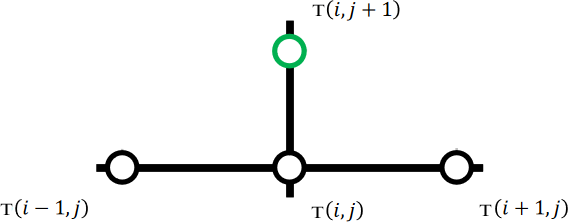 T(i, j + 1)
T(i − 1, j)
T(i, j)
T(i + 1, j)